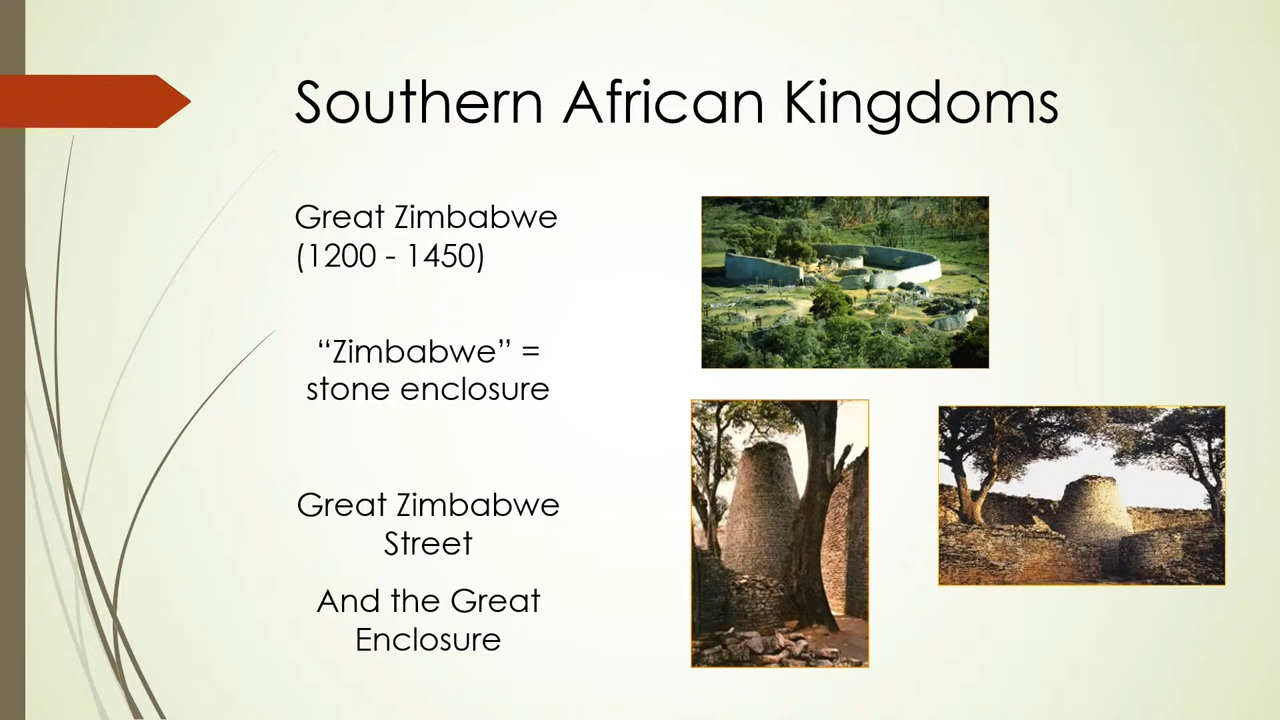 Southern African Kingdoms
Great Zimbabwe
(1200 - 1450)
“Zimbabwe” =
stone enclosure
Great Zimbabwe
Street
And the Great
Enclosure